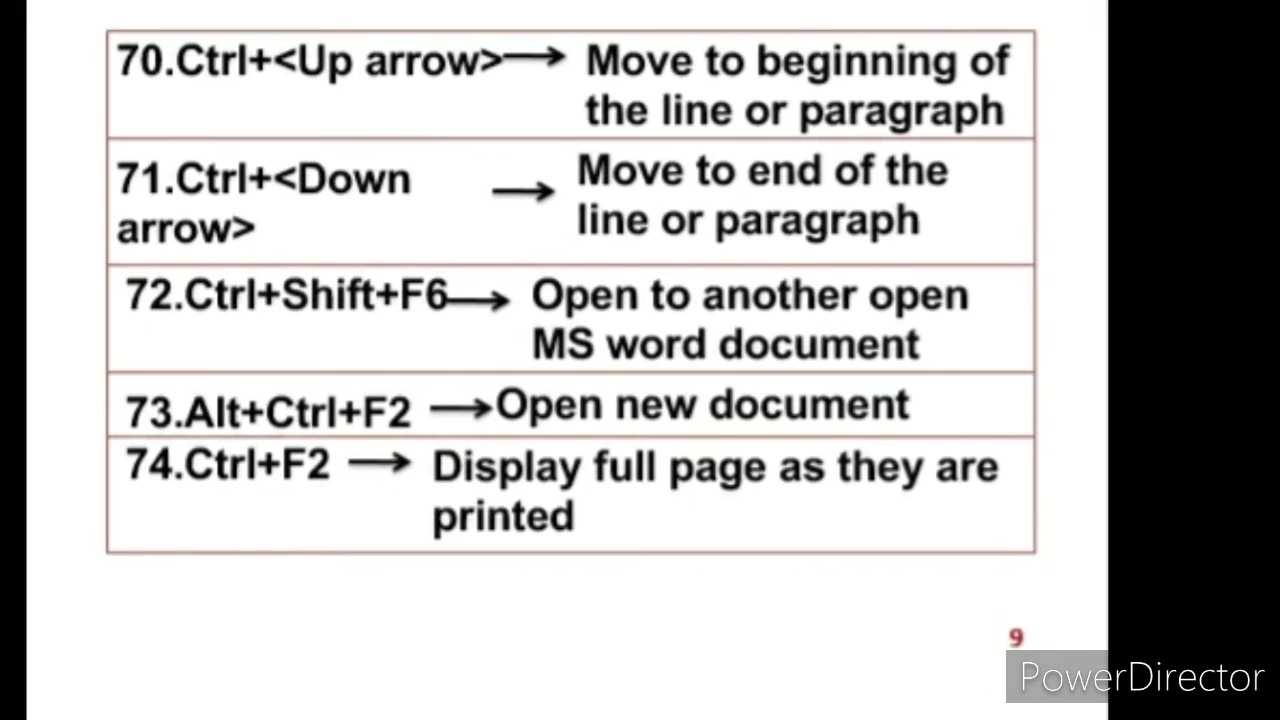 70.Ctrl+<Up arrow>→ Move to beginning of
the line or paragraph
71.Ctrl+<Down
arrow>
→ Move to end of the
line or paragraph
72.Ctrl+Shift+F6→ Open to another open
MS word document
73.Alt+Ctrl+F2 →Open new document
74.Ctrl+F2 → Display full page as they are
printed
9
PowerDirector